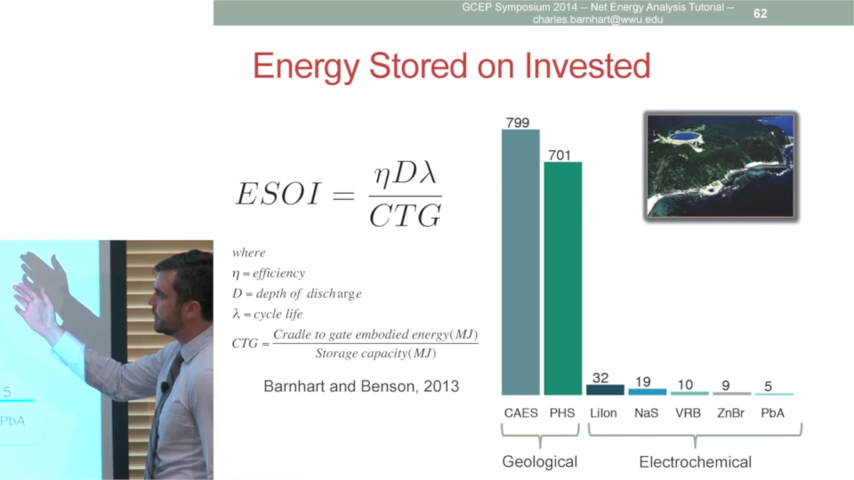 GCEP Symposium 2014 -- Net Energy Analysis Tutorial --
charles.barnhart@wwu.edu
62
Energy Stored on Invested
ESOI = ηDλ / CTG
where
η = efficiency
D = depth of discharge
λ = cycle life
CTG = Cradle to gate embodied energy(MJ) / Storage capacity(MJ)
Barnhart and Benson, 2013
799
701
32
19
10
9
5
CAES PHS LiIon NaS VRB ZnBr PbA
Geological
Electrochemical
5
PbA